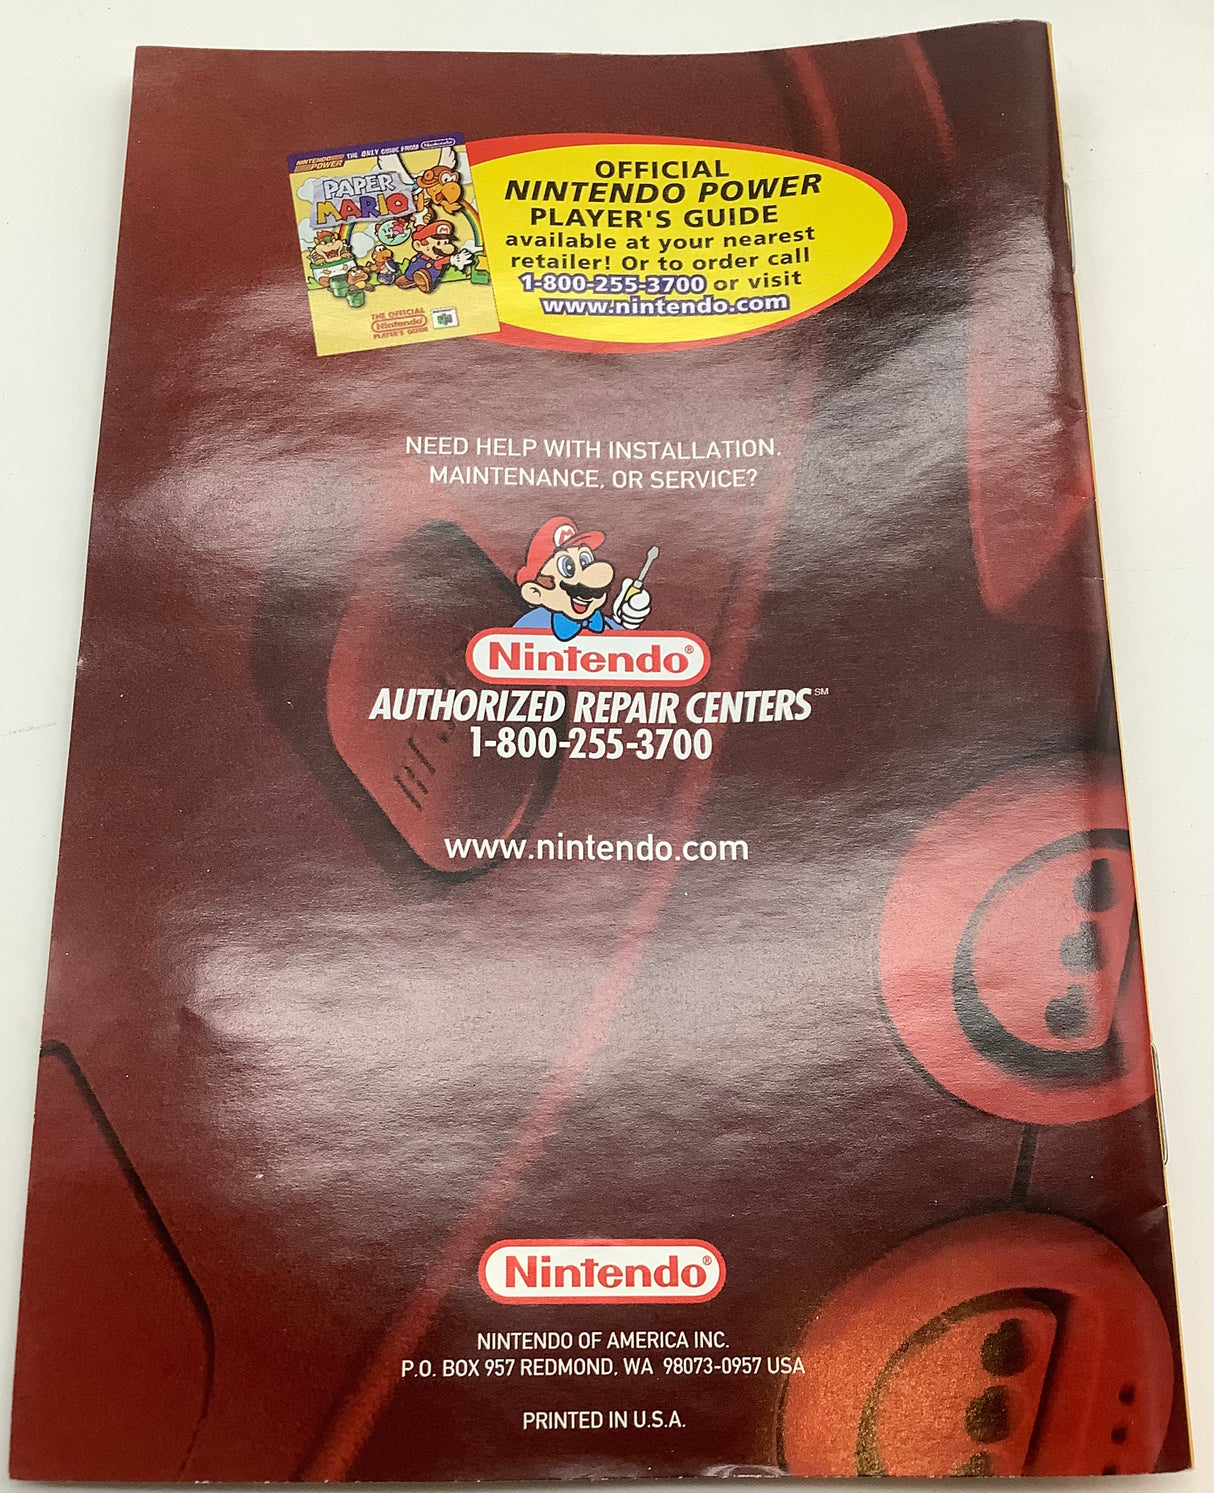 NINTENDO POWER THE ONLY GUIDE FROM Nintendo
PAPER
MARIO
THE OFFICIAL
Nintendo
PLAYER'S GUIDE
OFFICIAL
NINTENDO POWER
PLAYER'S GUIDE
available at your nearest
retailer! Or to order call
1-800-255-3700 or visit
www.nintendo.com
NEED HELP WITH INSTALLATION,
MAINTENANCE, OR SERVICE?
M
Nintendo®
AUTHORIZED REPAIR CENTERS℠
1-800-255-3700
www.nintendo.com
Nintendo®
NINTENDO OF AMERICA INC.
P.O. BOX 957 REDMOND, WA 98073-0957 USA
PRINTED IN U.S.A.